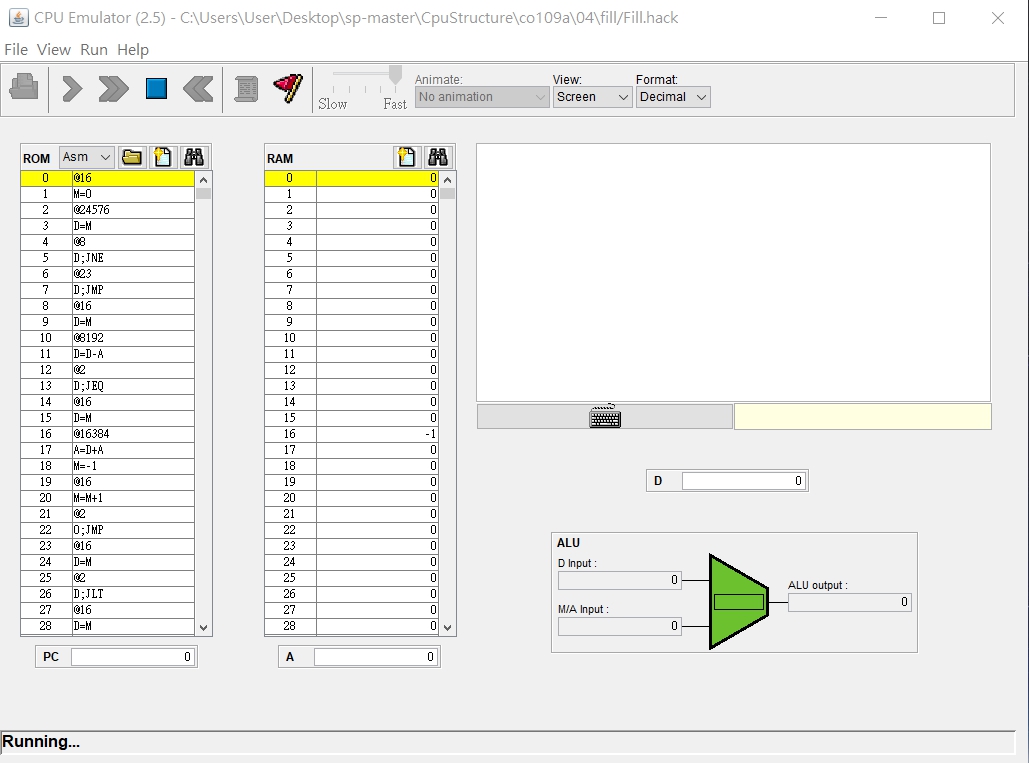 CPU Emulator (2.5) - C:\Users\User\Desktop\sp-master\CpuStructure\co109a\04\fill/Fill.hack
File View Run Help
Slow Fast
Animate:
No animation
View:
Screen
Format:
Decimal
ROM Asm
0 @16
1 M=0
2 @24576
3 D=M
4 @8
5 D;JNE
6 @23
7 D;JMP
8 @16
9 D=M
10 @8192
11 D=D-A
12 @2
13 D;JEQ
14 @16
15 D=M
16 @16384
17 A=D+A
18 M=-1
19 @16
20 M=M+1
21 @2
22 0;JMP
23 @16
24 D=M
25 @2
26 D;JLT
27 @16
28 D=M
PC 0
RAM
0 0
1 0
2 0
3 0
4 0
5 0
6 0
7 0
8 0
9 0
10 0
11 0
12 0
13 0
14 0
15 0
16 -1
17 0
18 0
19 0
20 0
21 0
22 0
23 0
24 0
25 0
26 0
27 0
28 0
A 0
D 0
ALU
D Input :
0
M/A Input :
0
ALU output :
0
Running...